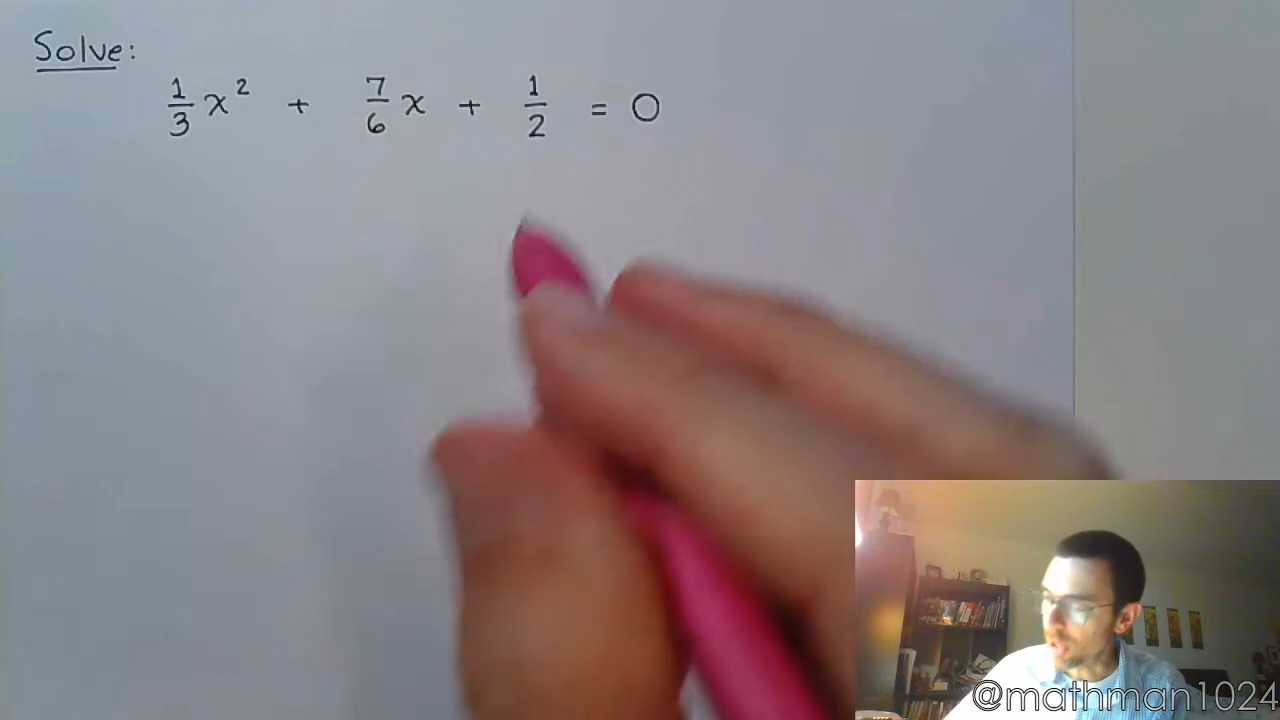 Solve:
1/3 x² + 7/6 x + 1/2 = 0
@mathman1024